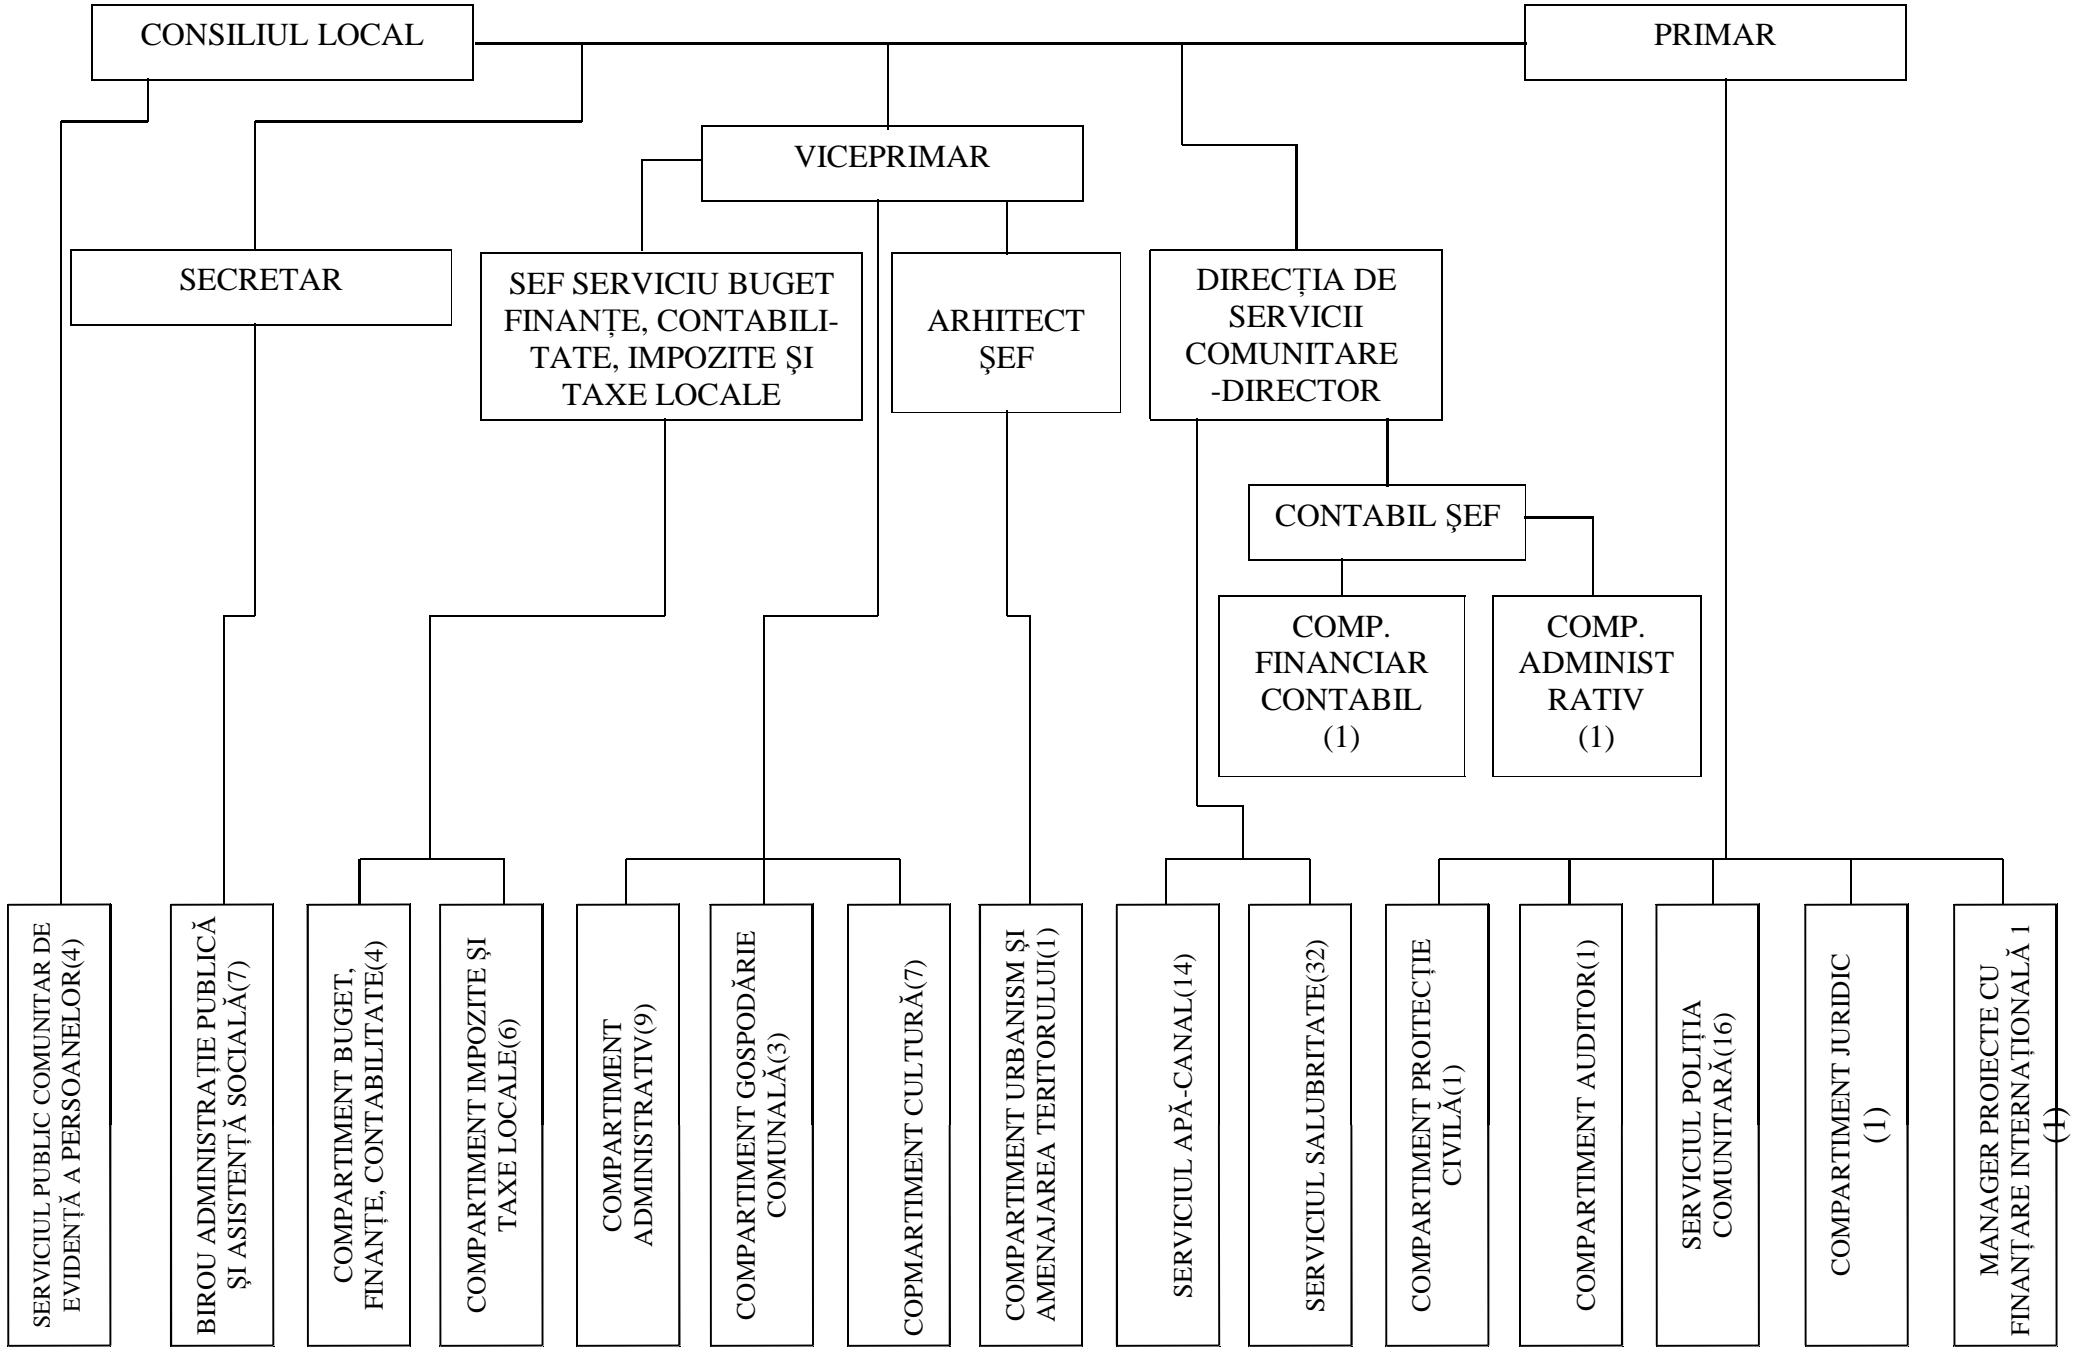 CONSILIUL LOCAL
PRIMAR
VICEPRIMAR
SECRETAR
SEF SERVICIU BUGET
FINANȚE, CONTABILI-
TATE, IMPOZITE ȘI
TAXE LOCALE
ARHITECT
ȘEF
DIRECȚIA DE
SERVICII
COMUNITARE
-DIRECTOR
CONTABIL ȘEF
COMP.
FINANCIAR
CONTABIL
(1)
COMP.
ADMINIST
RATIV
(1)
SERVICIUL PUBLIC COMUNITAR DE
EVIDENȚĂ A PERSOANELOR(4)
BIROU ADMINISTRAȚIE PUBLICĂ
ȘI ASISTENȚĂ SOCIALĂ(7)
COMPARTIMENT BUGET,
FINANȚE, CONTABILITATE(4)
COMPARTIMENT IMPOZITE ȘI
TAXE LOCALE(6)
COMPARTIMENT
ADMINISTRATIV(9)
COMPARTIMENT GOSPODĂRIE
COMUNALĂ(3)
COPMARTIMENT CULTURĂ(7)
COMPARTIMENT URBANISM ȘI
AMENAJAREA TERITORULUI(1)
SERVICIUL APĂ-CANAL(14)
SERVICIUL SALUBRITATE(32)
COMPARTIMENT PROITECȚIE
CIVILĂ(1)
COMPARTIMENT AUDITOR(1)
SERVICIUL POLIȚIA
COMUNITARĂ(16)
COMPARTIMENT JURIDIC
(1)
MANAGER PROIECTE CU
FINANȚARE INTERNAȚIONALĂ 1
(1)